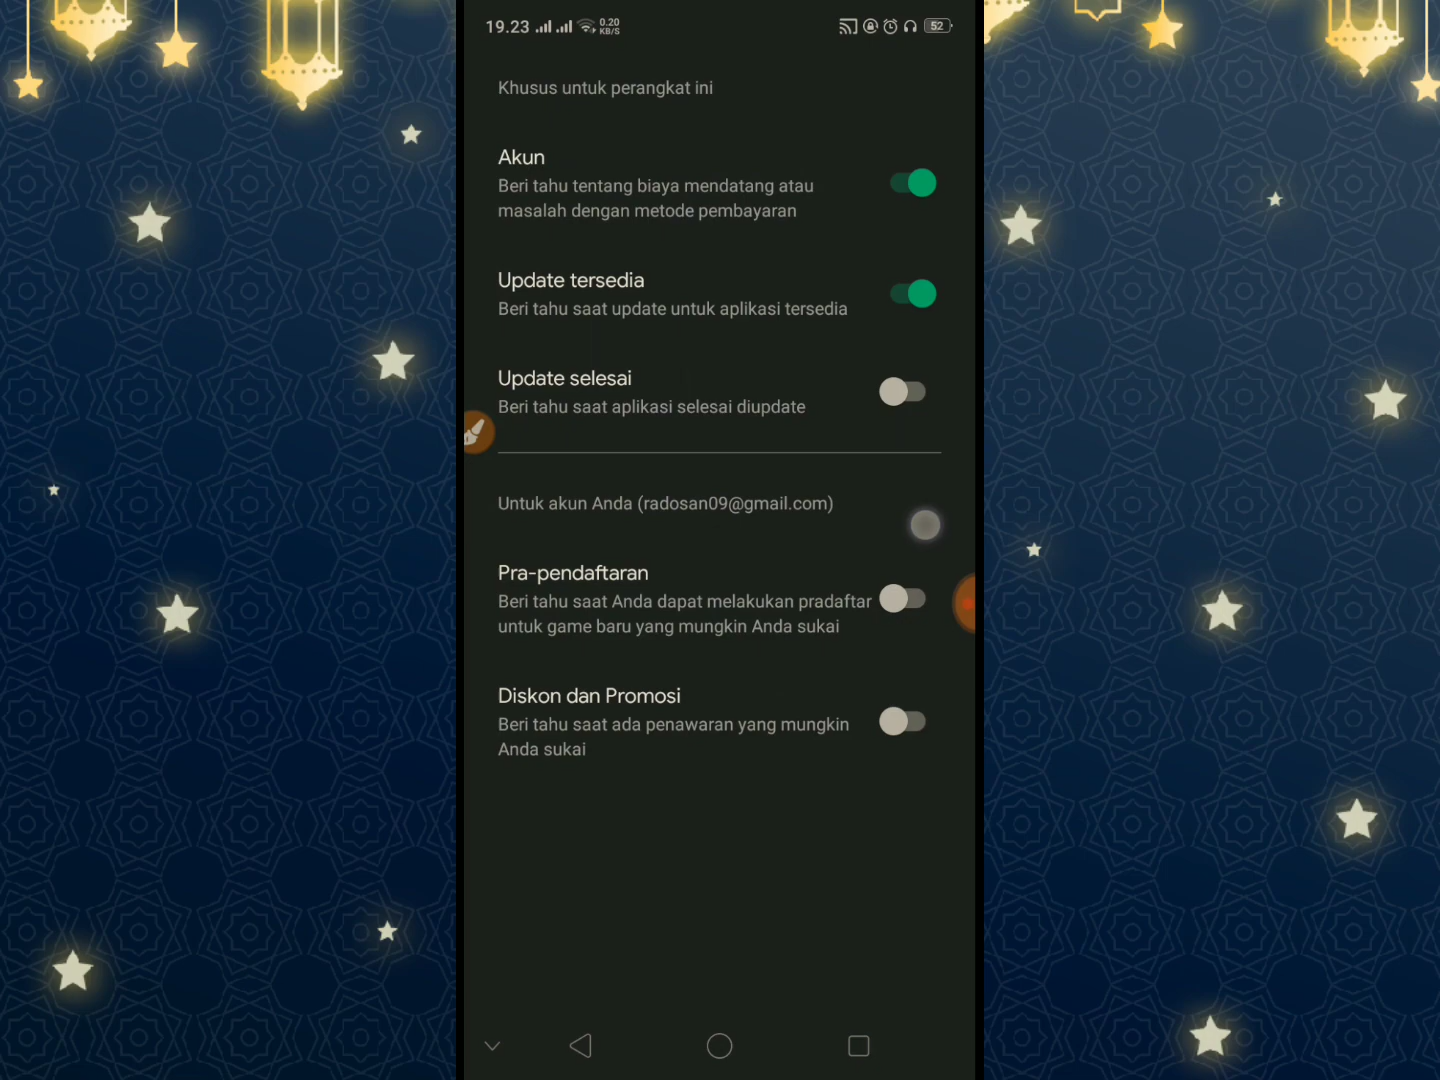 19.23 0.20 KB/S 52
Khusus untuk perangkat ini
Akun
Beri tahu tentang biaya mendatang atau
masalah dengan metode pembayaran
Update tersedia
Beri tahu saat update untuk aplikasi tersedia
Update selesai
Beri tahu saat aplikasi selesai diupdate
Untuk akun Anda (radosan09@gmail.com)
Pra-pendaftaran
Beri tahu saat Anda dapat melakukan pradaftar
untuk game baru yang mungkin Anda sukai
Diskon dan Promosi
Beri tahu saat ada penawaran yang mungkin
Anda sukai